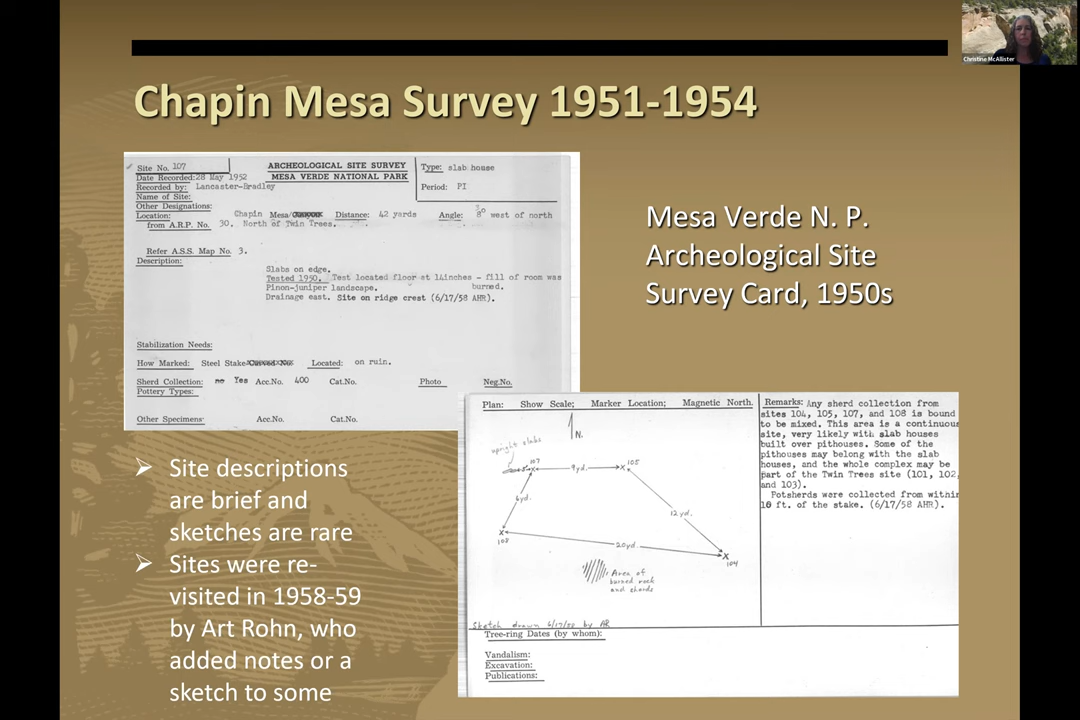 Christine McAllister
Chapin Mesa Survey 1951-1954
Site No. 107
ARCHEOLOGICAL SITE SURVEY
Type: slab house
Date Recorded: 28 May 1952
MESA VERDE NATIONAL PARK
Recorded by: Lancaster-Bradley
Period: PI
Name of Site:
Other Designations:
Location: Chapin Mesa/ Distance: 42 yards Angle: 8° west of north
from A.R.P. No. 30. North of Twin Trees.
Refer A.S.S. Map No. 3.
Description:
Slabs on edge.
Tested 1950. Test located floor at 14inches - fill of room was
Pinon-juniper landscape. burned.
Drainage east. Site on ridge crest (6/17/58 AHR).
Stabilization Needs:
How Marked: Steel Stake Located: on ruin.
Sherd Collection: no Yes Acc.No. 400 Cat.No. Photo Neg.No.
Pottery Types:
Other Specimens: Acc.No. Cat.No.
Mesa Verde N. P.
Archeological Site
Survey Card, 1950s
Plan: Show Scale; Marker Location; Magnetic North.
N.
upright slabs
107
9yd.
105
6yd.
12yd.
108
20yd
104
Area of
burned rock
and sherds
Sketch drawn 6/17/58 by AR
Tree-ring Dates (by whom):
Vandalism:
Excavation:
Publications:
Remarks: Any sherd collection from
sites 104, 105, 107, and 108 is bound
to be mixed. This area is a continuous
site, very likely with slab houses
built over pithouses. Some of the
pithouses may belong with the slab
houses, and the whole complex may be
part of the Twin Trees site (101, 102,
and 103).
Potsherds were collected from within
10 ft. of the stake. (6/17/58 AHR).
➢ Site descriptions
are brief and
sketches are rare
➢ Sites were re-
visited in 1958-59
by Art Rohn, who
added notes or a
sketch to some